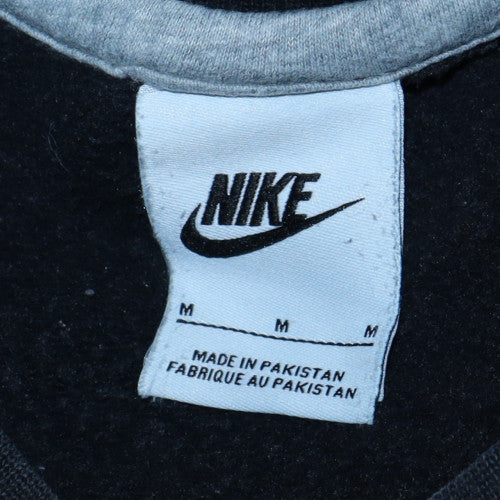 NIKE
M M M
MADE IN PAKISTAN
FABRIQUE AU PAKISTAN